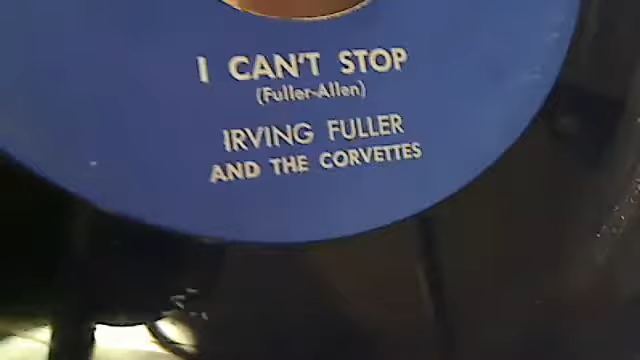 I CAN'T STOP
(Fuller-Allen)
IRVING FULLER
AND THE CORVETTES